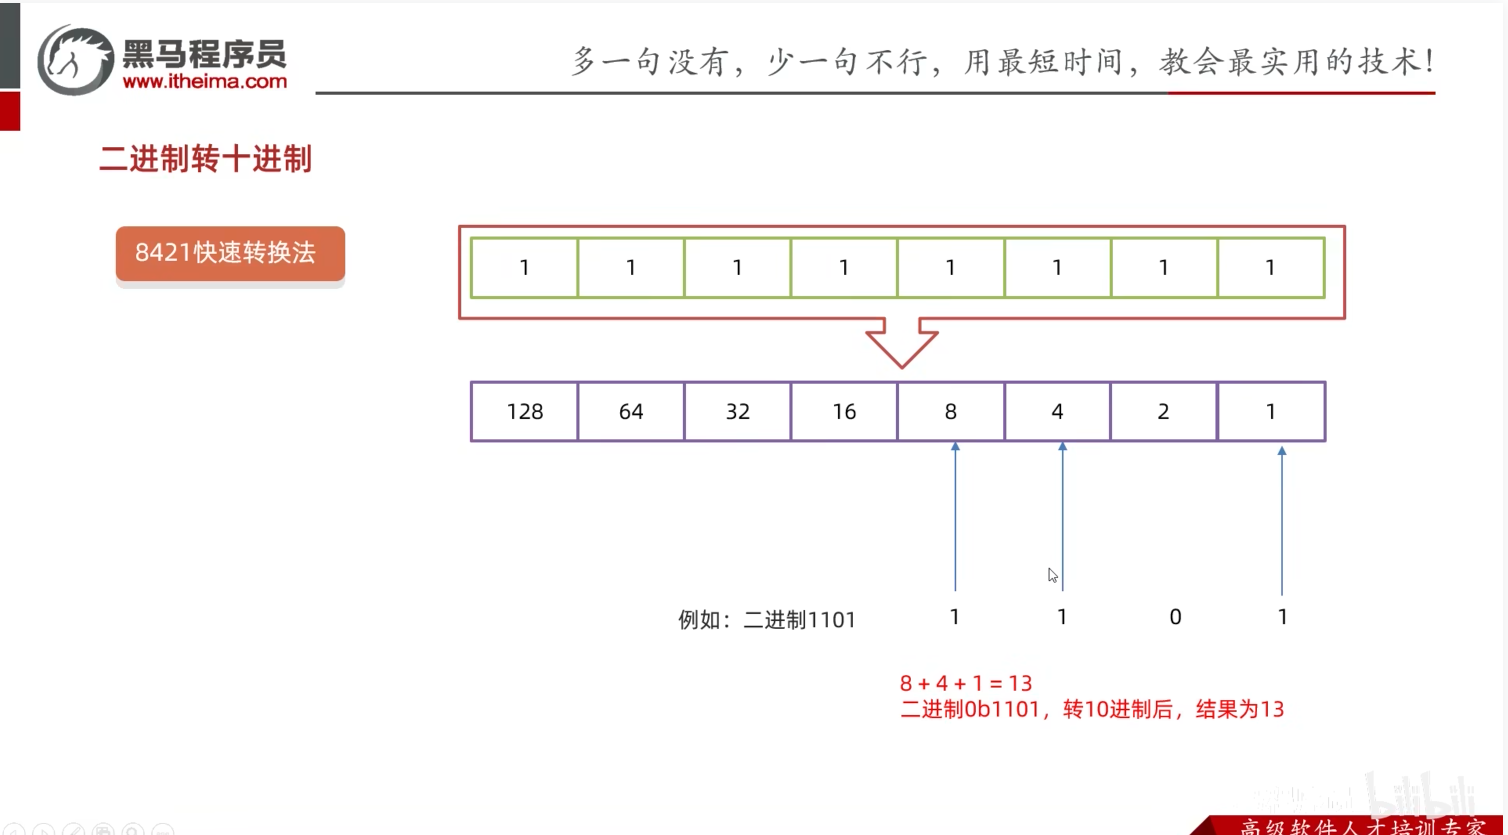 黑马程序员
www.itheima.com
多一句没有，少一句不行，用最短时间，教会最实用的技术！
二进制转十进制
8421快速转换法
1 1 1 1 1 1 1 1
128 64 32 16 8 4 2 1
例如：二进制1101 1 1 0 1
8 + 4 + 1 = 13
二进制0b1101，转10进制后，结果为13
bilibili
高级软件人才培训专家